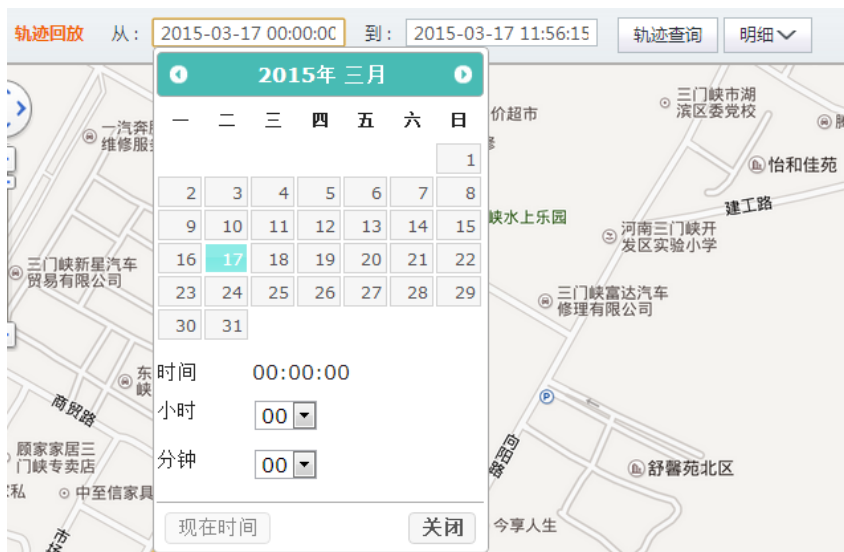 轨迹回放 从: 2015-03-17 00:00:00 到: 2015-03-17 11:56:15 轨迹查询 明细
2015年 三月
一 二 三 四 五 六 日
1
2 3 4 5 6 7 8
9 10 11 12 13 14 15
16 17 18 19 20 21 22
23 24 25 26 27 28 29
30 31
时间 00:00:00
小时 00
分钟 00
现在时间 关闭
一汽奔
维修服
三门峡新星汽车
贸易有限公司
东
峡
商贸路
顾家家居三
门峡专卖店
私
中至信家具
市场
价超市
三门峡市湖
滨区委党校
怡和佳苑
建工路
峡水上乐园
河南三门峡开
发区实验小学
三门峡富达汽车
修理有限公司
P
向阳路
舒馨苑北区
今享人生